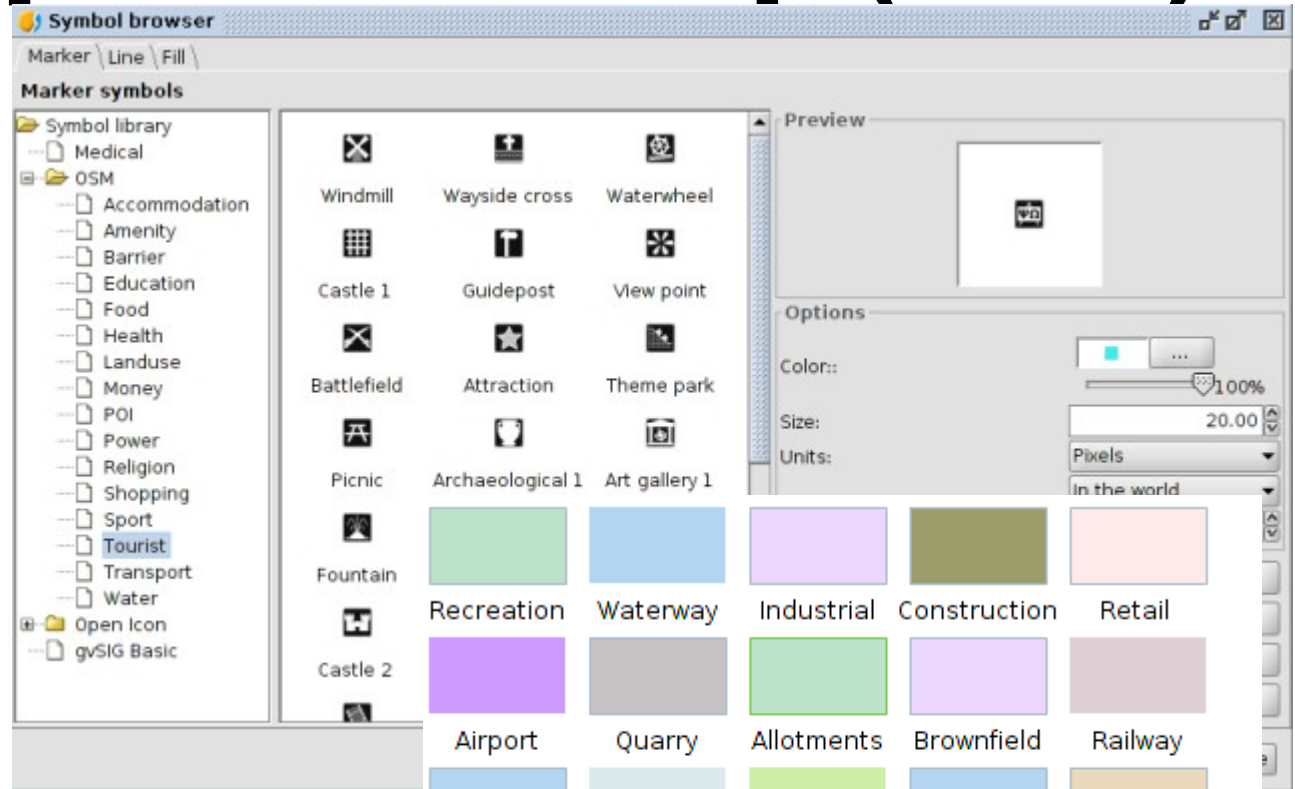 Symbol browser
Marker Line Fill
Marker symbols
Symbol library
Medical
OSM
Accommodation
Amenity
Barrier
Education
Food
Health
Landuse
Money
POI
Power
Religion
Shopping
Sport
Tourist
Transport
Water
Open Icon
gvSIG Basic
Windmill Wayside cross Waterwheel
Castle 1 Guidepost View point
Battlefield Attraction Theme park
Picnic Archaeological 1 Art gallery 1
Fountain
Castle 2
Preview
ΨΩ
Options
Color::
...
100%
Size:
20.00
Units:
Pixels
In the world
Recreation Waterway Industrial Construction Retail
Airport Quarry Allotments Brownfield Railway